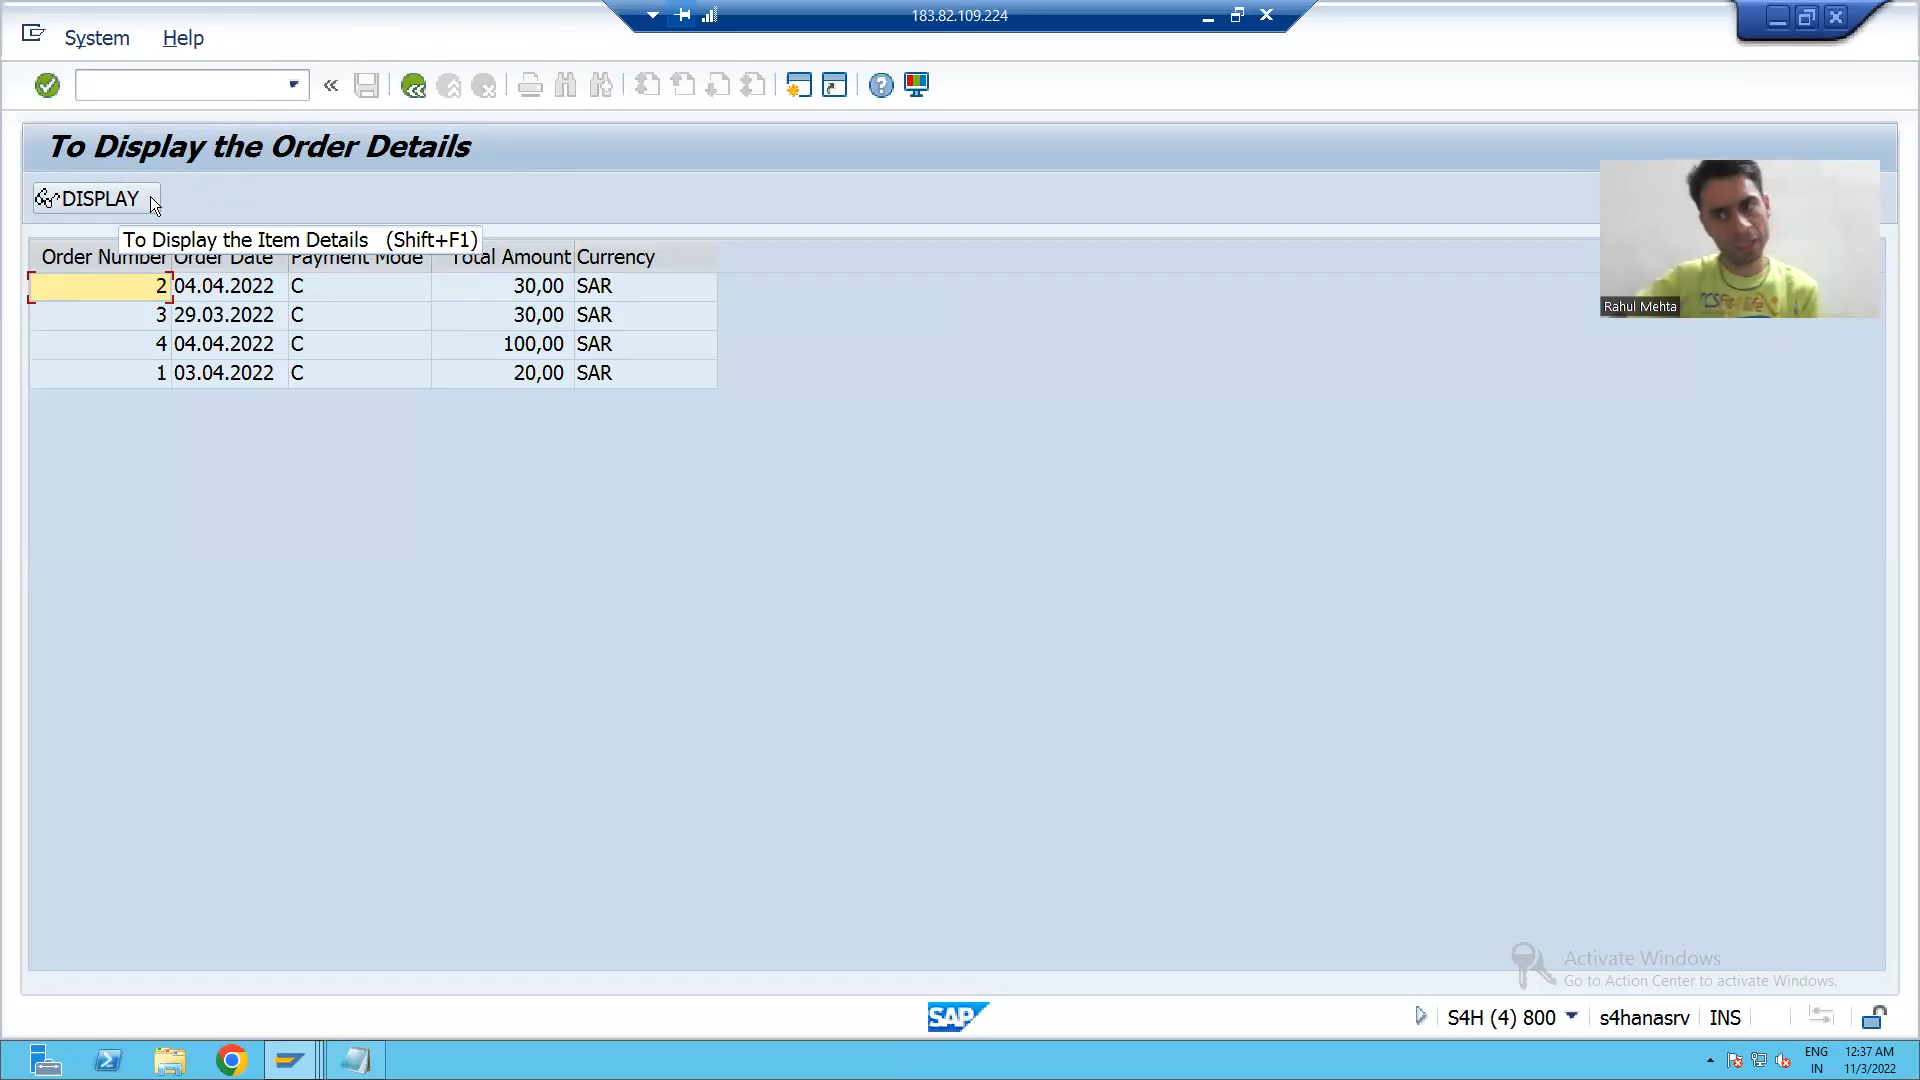 183.82.109.224
System Help
To Display the Order Details
DISPLAY
To Display the Item Details (Shift+F1)
Order Number Order Date Payment Mode Total Amount Currency
2 04.04.2022 C 30,00 SAR
3 29.03.2022 C 30,00 SAR
4 04.04.2022 C 100,00 SAR
1 03.04.2022 C 20,00 SAR
Rahul Mehta
Activate Windows
Go to Action Center to activate Windows.
SAP
S4H (4) 800 s4hanasrv INS
ENG 12:37 AM
IN 11/3/2022